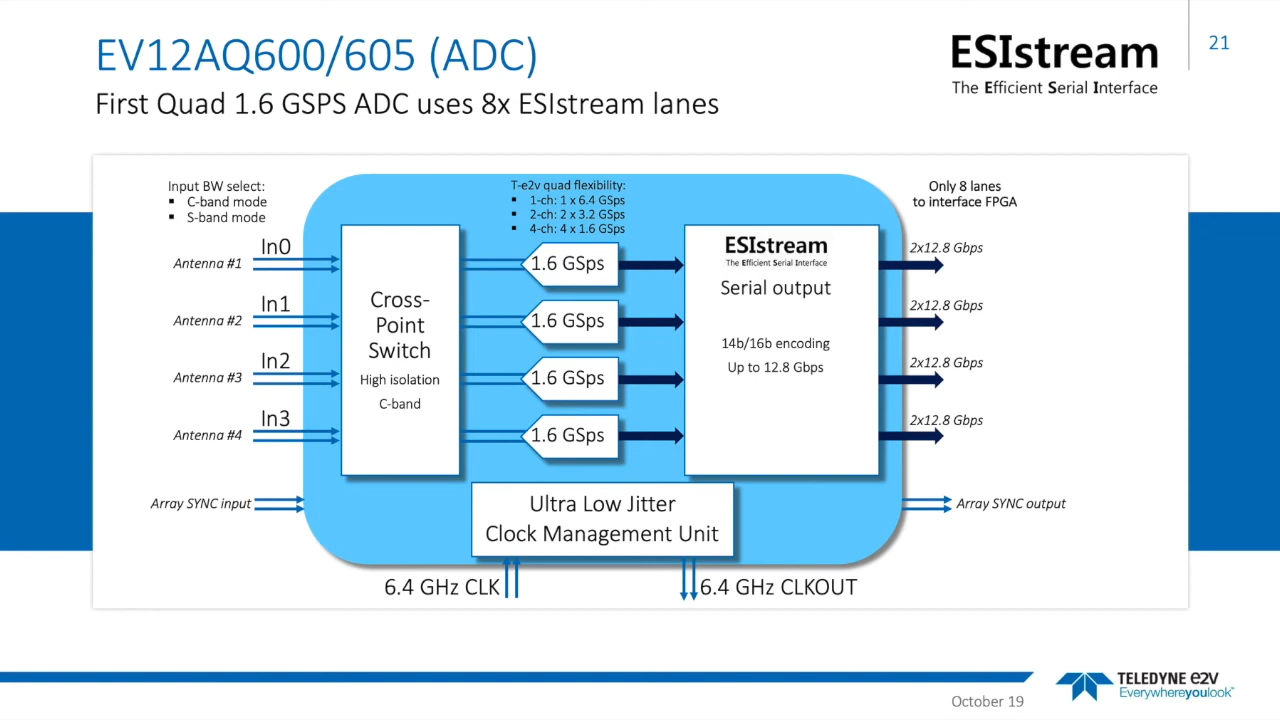 EV12AQ600/605 (ADC)
First Quad 1.6 GSPS ADC uses 8x ESIstream lanes
ESIstream
The Efficient Serial Interface
21
Input BW select:
▪ C-band mode
▪ S-band mode
T-e2v quad flexibility:
▪ 1-ch: 1 x 6.4 GSps
▪ 2-ch: 2 x 3.2 GSps
▪ 4-ch: 4 x 1.6 GSps
Only 8 lanes
to interface FPGA
Antenna #1
In0
Antenna #2
In1
Antenna #3
In2
Antenna #4
In3
Cross-
Point
Switch
High isolation
C-band
1.6 GSps
1.6 GSps
1.6 GSps
1.6 GSps
ESIstream
The Efficient Serial Interface
Serial output
14b/16b encoding
Up to 12.8 Gbps
2x12.8 Gbps
2x12.8 Gbps
2x12.8 Gbps
2x12.8 Gbps
Array SYNC input
Array SYNC output
Ultra Low Jitter
Clock Management Unit
6.4 GHz CLK
6.4 GHz CLKOUT
October 19
TELEDYNE e2v
Everywhereyoulook™